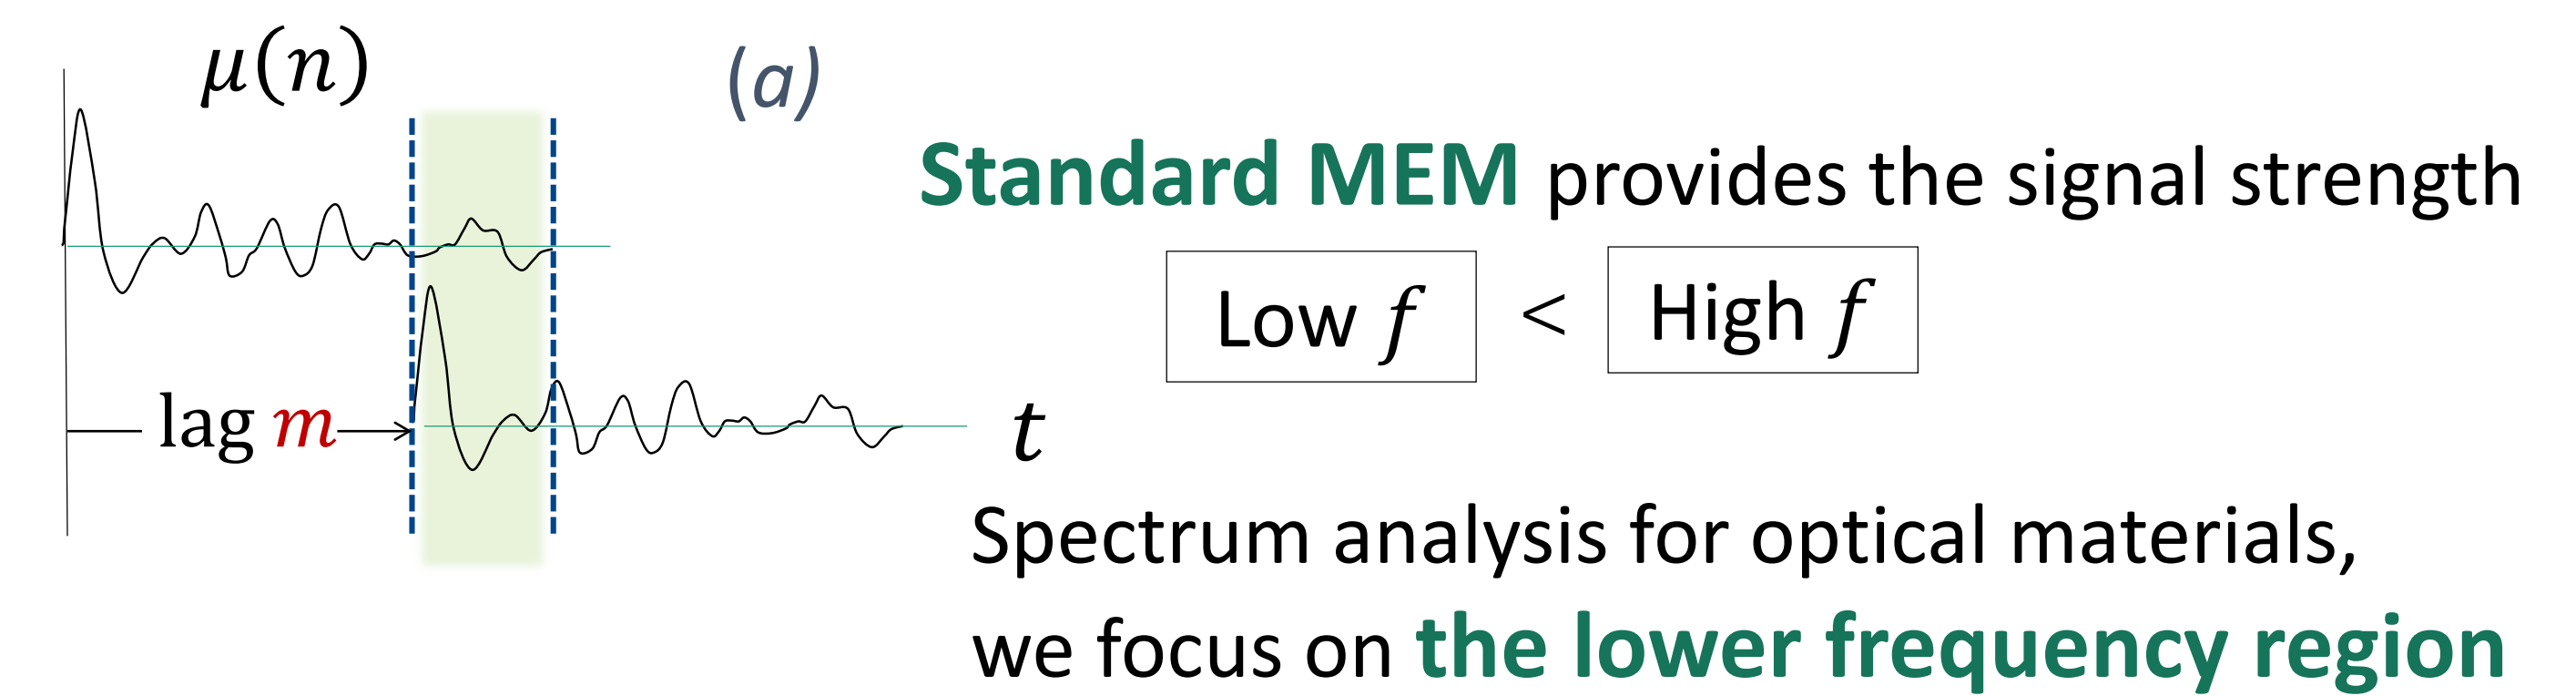 μ(n)
(a)
Standard MEM provides the signal strength
Low f < High f
lag m
t
Spectrum analysis for optical materials,
we focus on the lower frequency region